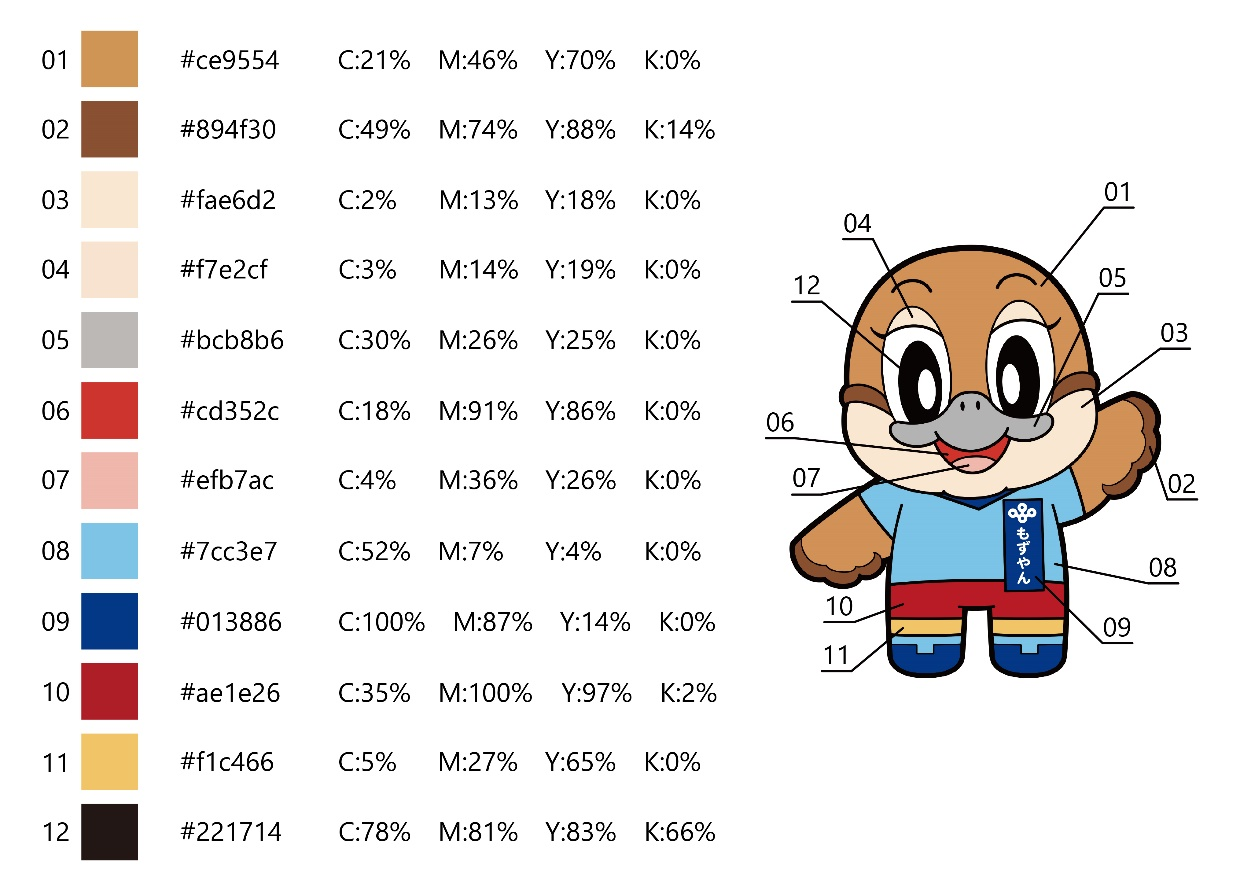 01 #ce9554 C:21% M:46% Y:70% K:0%
02 #894f30 C:49% M:74% Y:88% K:14%
03 #fae6d2 C:2% M:13% Y:18% K:0%
04 #f7e2cf C:3% M:14% Y:19% K:0%
05 #bcb8b6 C:30% M:26% Y:25% K:0%
06 #cd352c C:18% M:91% Y:86% K:0%
07 #efb7ac C:4% M:36% Y:26% K:0%
08 #7cc3e7 C:52% M:7% Y:4% K:0%
09 #013886 C:100% M:87% Y:14% K:0%
10 #ae1e26 C:35% M:100% Y:97% K:2%
11 #f1c466 C:5% M:27% Y:65% K:0%
12 #221714 C:78% M:81% Y:83% K:66%
01
04
05
12
03
06
07
02
もずやん
08
10
09
11